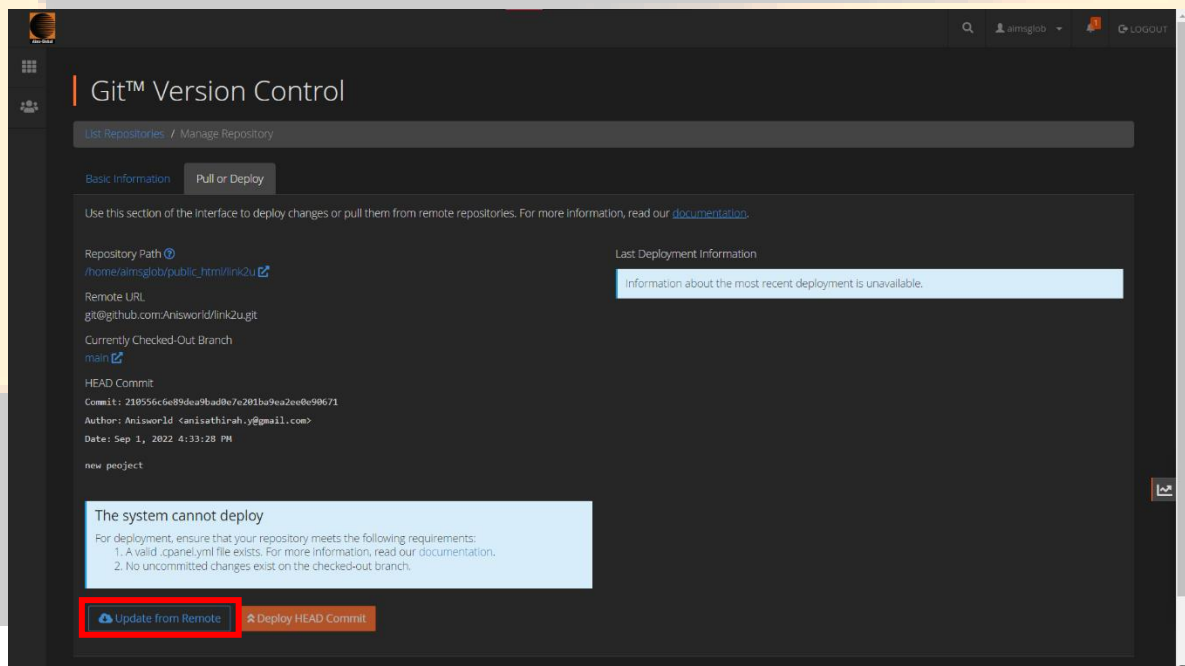 aimsglob
1
LOGOUT
Git™ Version Control
List Repositories / Manage Repository
Basic Information
Pull or Deploy
Use this section of the interface to deploy changes or pull them from remote repositories. For more information, read our documentation.
Repository Path
/home/aimsglob/public_html/link2u
Remote URL
git@github.com:Anisworld/link2u.git
Currently Checked-Out Branch
main
HEAD Commit
Commit: 210556c6e89dea9bad0e7e201ba9ea2ee0e90671
Author: Anisworld <anisathirah.y@gmail.com>
Date: Sep 1, 2022 4:33:28 PM
new peoject
Last Deployment Information
Information about the most recent deployment is unavailable.
The system cannot deploy
For deployment, ensure that your repository meets the following requirements:
1. A valid .cpanel.yml file exists. For more information, read our documentation.
2. No uncommitted changes exist on the checked-out branch.
Update from Remote
Deploy HEAD Commit